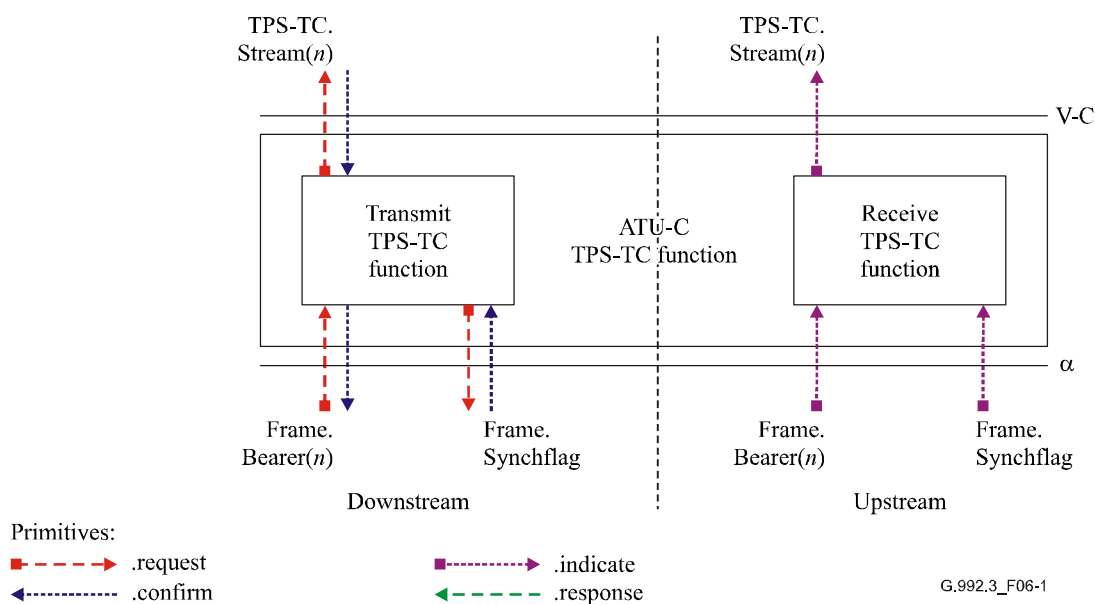 TPS-TC.
Stream(n)
TPS-TC.
Stream(n)
V-C
Transmit
TPS-TC
function
ATU-C
TPS-TC function
Receive
TPS-TC
function
α
Frame.
Bearer(n)
Frame.
Synchflag
Frame.
Bearer(n)
Frame.
Synchflag
Downstream
Upstream
Primitives:
.request
.indicate
.confirm
.response
G.992.3_F06-1